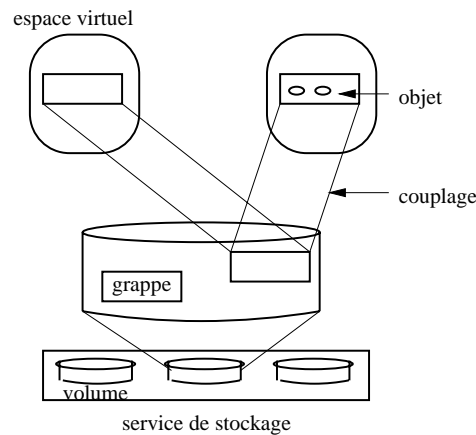 espace virtuel
objet
couplage
grappe
volume
service de stockage